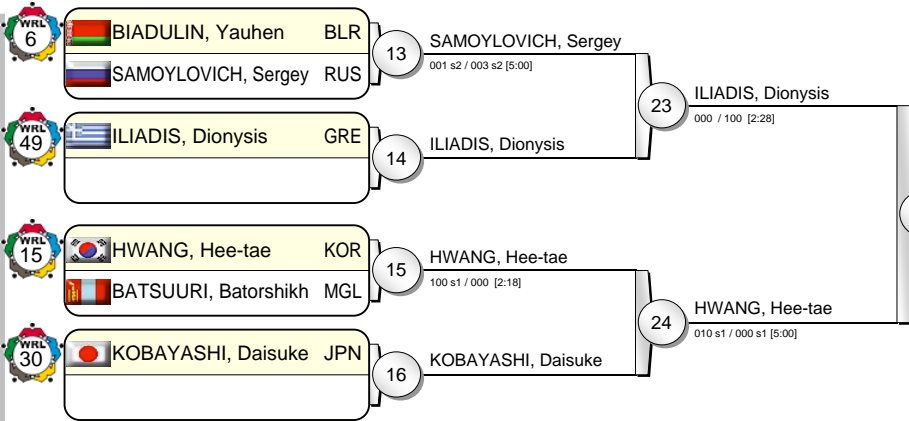 WRL
6
BIADULIN, Yauhen BLR
SAMOYLOVICH, Sergey RUS
13
SAMOYLOVICH, Sergey
001 s2 / 003 s2 [5:00]
23
ILIADIS, Dionysis
000 / 100 [2:28]
WRL
49
ILIADIS, Dionysis GRE
14
ILIADIS, Dionysis
WRL
15
HWANG, Hee-tae KOR
BATSUURI, Batorshikh MGL
15
HWANG, Hee-tae
100 s1 / 000 [2:18]
24
HWANG, Hee-tae
010 s1 / 000 s1 [5:00]
WRL
30
KOBAYASHI, Daisuke JPN
16
KOBAYASHI, Daisuke